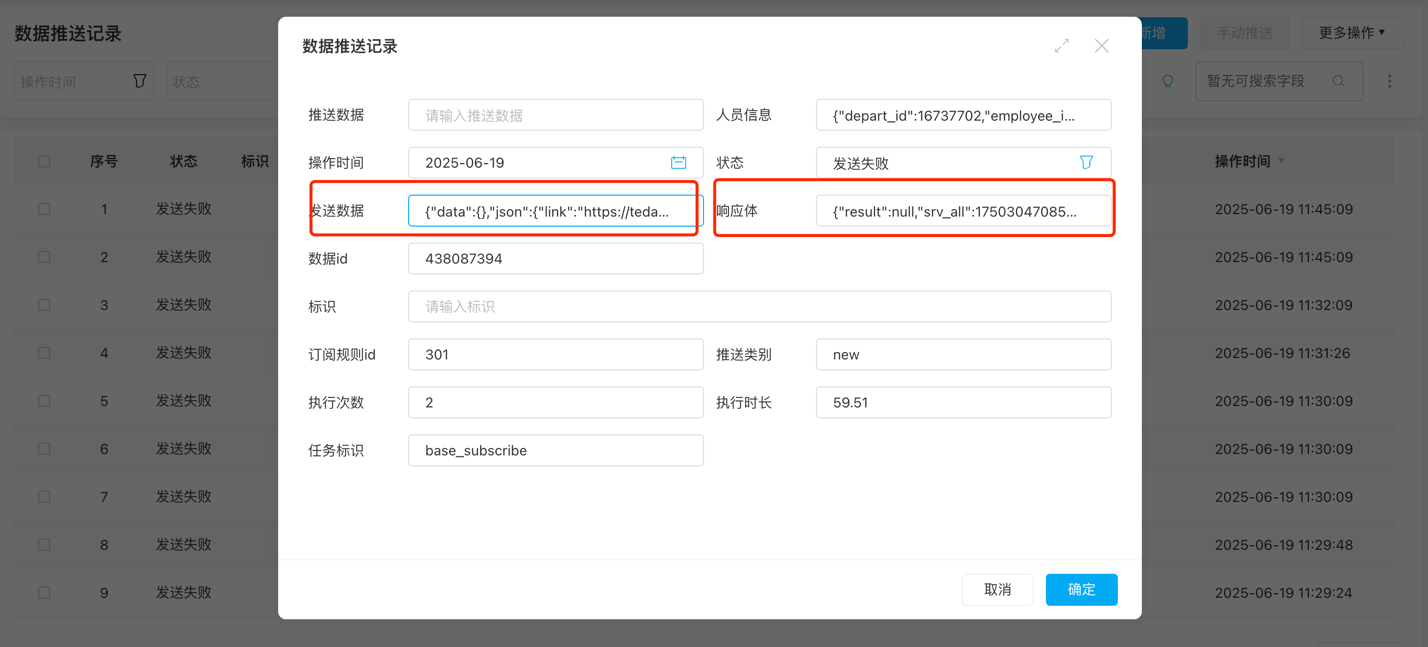 数据推送记录
新增
手动推送
更多操作
操作时间
状态
暂无可搜索字段
序号
状态
标识
操作时间
1
发送失败
2025-06-19 11:45:09
2
发送失败
2025-06-19 11:45:09
3
发送失败
2025-06-19 11:32:09
4
发送失败
2025-06-19 11:31:26
5
发送失败
2025-06-19 11:30:09
6
发送失败
2025-06-19 11:30:09
7
发送失败
2025-06-19 11:30:09
8
发送失败
2025-06-19 11:29:48
9
发送失败
2025-06-19 11:29:24
数据推送记录
推送数据
请输入推送数据
人员信息
{"depart_id":16737702,"employee_i...
操作时间
2025-06-19
状态
发送失败
发送数据
{"data":{},"json":{"link":"https://teda...
响应体
{"result":null,"srv_all":17503047085...
数据id
438087394
标识
请输入标识
订阅规则id
301
推送类别
new
执行次数
2
执行时长
59.51
任务标识
base_subscribe
取消
确定